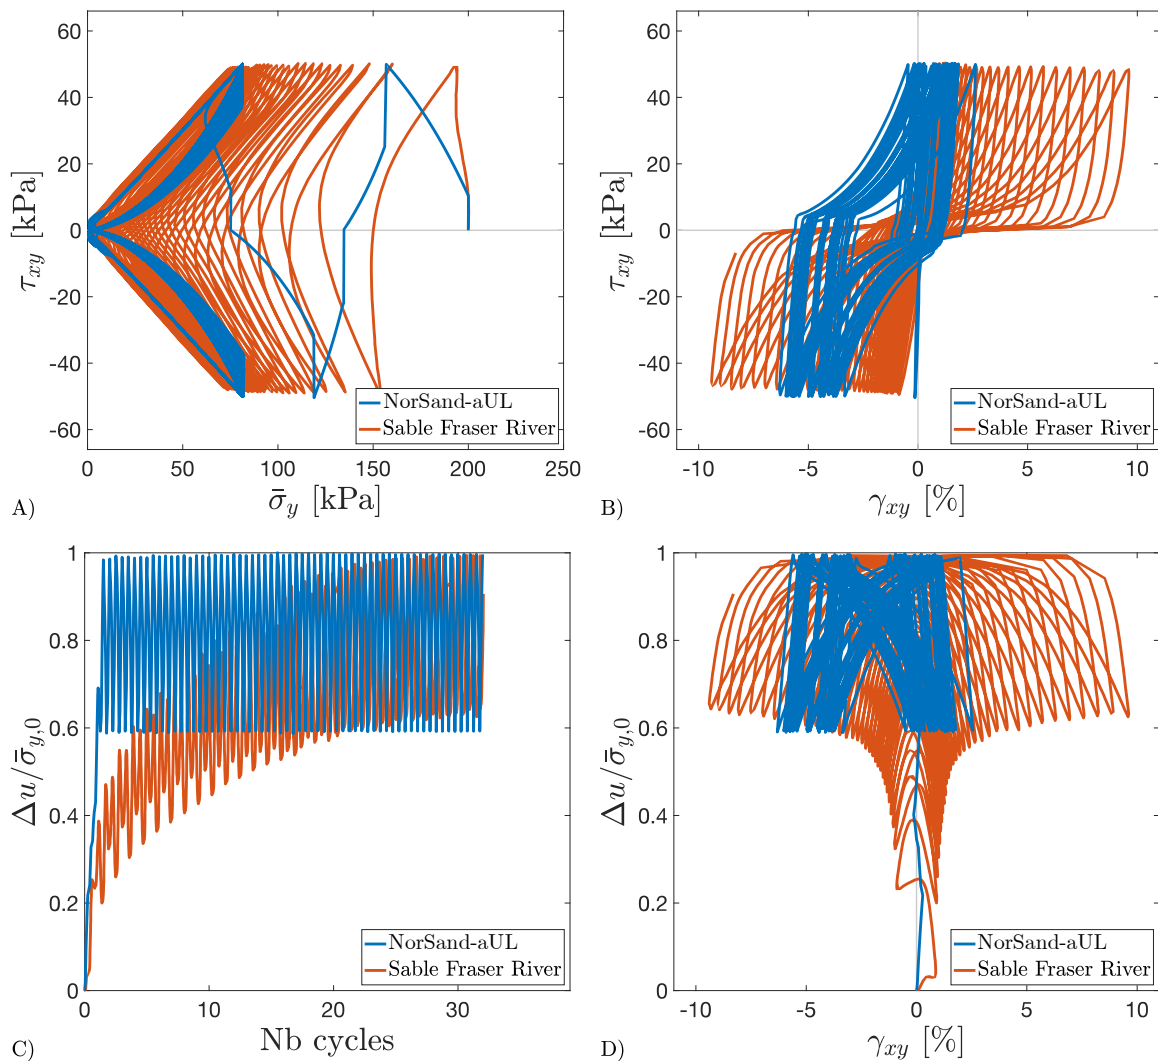 60
40
20
0
-20
-40
-60
τxy [kPa]
0 50 100 150 200 250
σ̄y [kPa]
NorSand-aUL
Sable Fraser River
A)
60
40
20
0
-20
-40
-60
τxy [kPa]
-10 -5 0 5 10
γxy [%]
NorSand-aUL
Sable Fraser River
B)
1
0.8
0.6
0.4
0.2
0
Δu/σ̄y,0
0 10 20 30
Nb cycles
NorSand-aUL
Sable Fraser River
C)
1
0.8
0.6
0.4
0.2
0
Δu/σ̄y,0
-10 -5 0 5 10
γxy [%]
NorSand-aUL
Sable Fraser River
D)